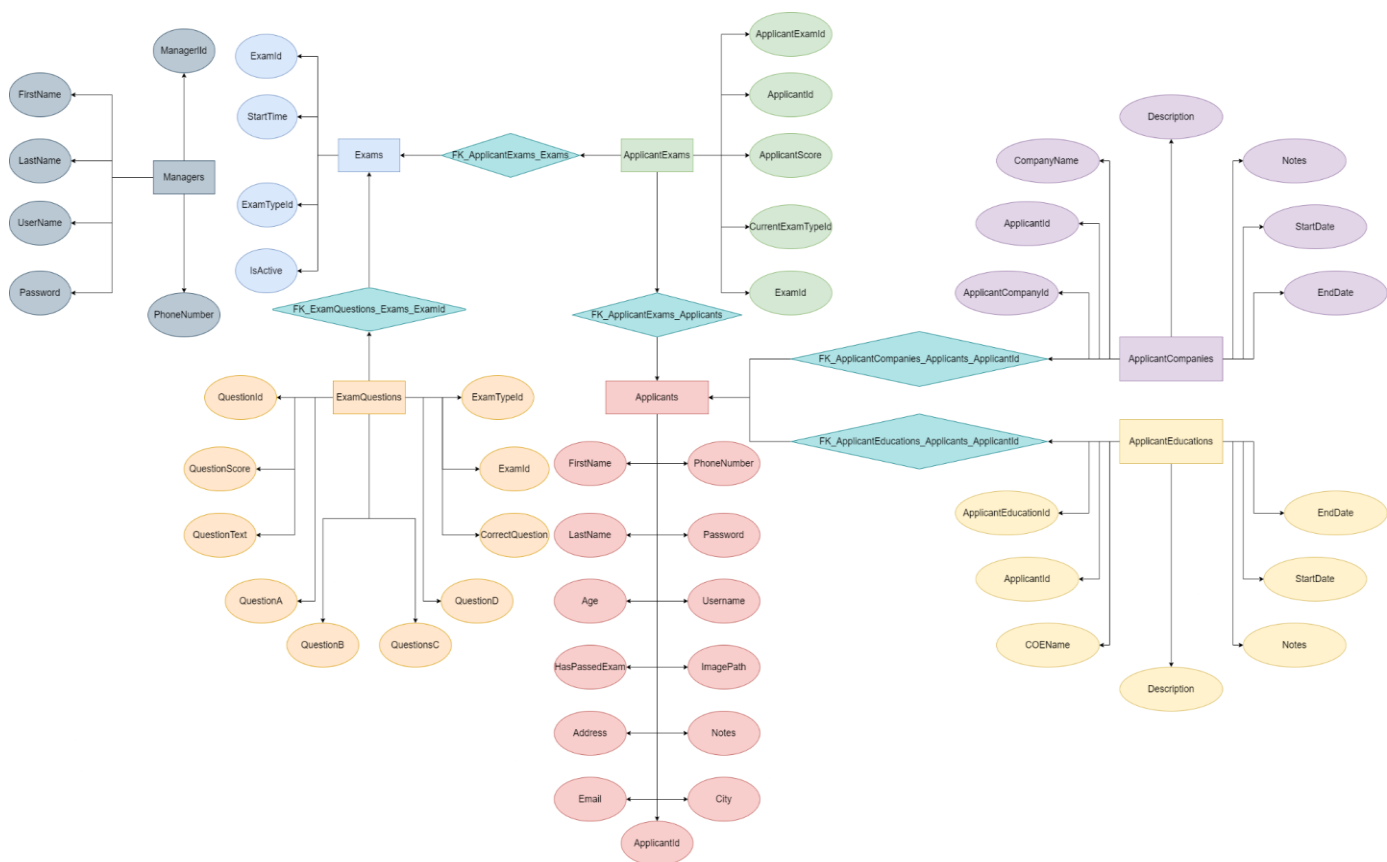 ManagerId
FirstName
LastName
UserName
Password
Managers
PhoneNumber
ExamId
StartTime
ExamTypeId
IsActive
Exams
FK_ApplicantExams_Exams
ApplicantExams
ApplicantExamId
ApplicantId
ApplicantScore
CurrentExamTypeId
ExamId
FK_ExamQuestions_Exams_ExamId
FK_ApplicantExams_Applicants
Description
CompanyName
ApplicantId
ApplicantCompanyId
Notes
StartDate
EndDate
FK_ApplicantCompanies_Applicants_ApplicantId
ApplicantCompanies
QuestionId
ExamQuestions
ExamTypeId
QuestionScore
ExamId
QuestionText
CorrectQuestion
QuestionA
QuestionD
QuestionB
QuestionsC
Applicants
FirstName
PhoneNumber
LastName
Password
Age
Username
HasPassedExam
ImagePath
Address
Notes
Email
City
ApplicantId
FK_ApplicantEducations_Applicants_ApplicantId
ApplicantEducations
ApplicantEducationId
EndDate
ApplicantId
StartDate
COEName
Notes
Description